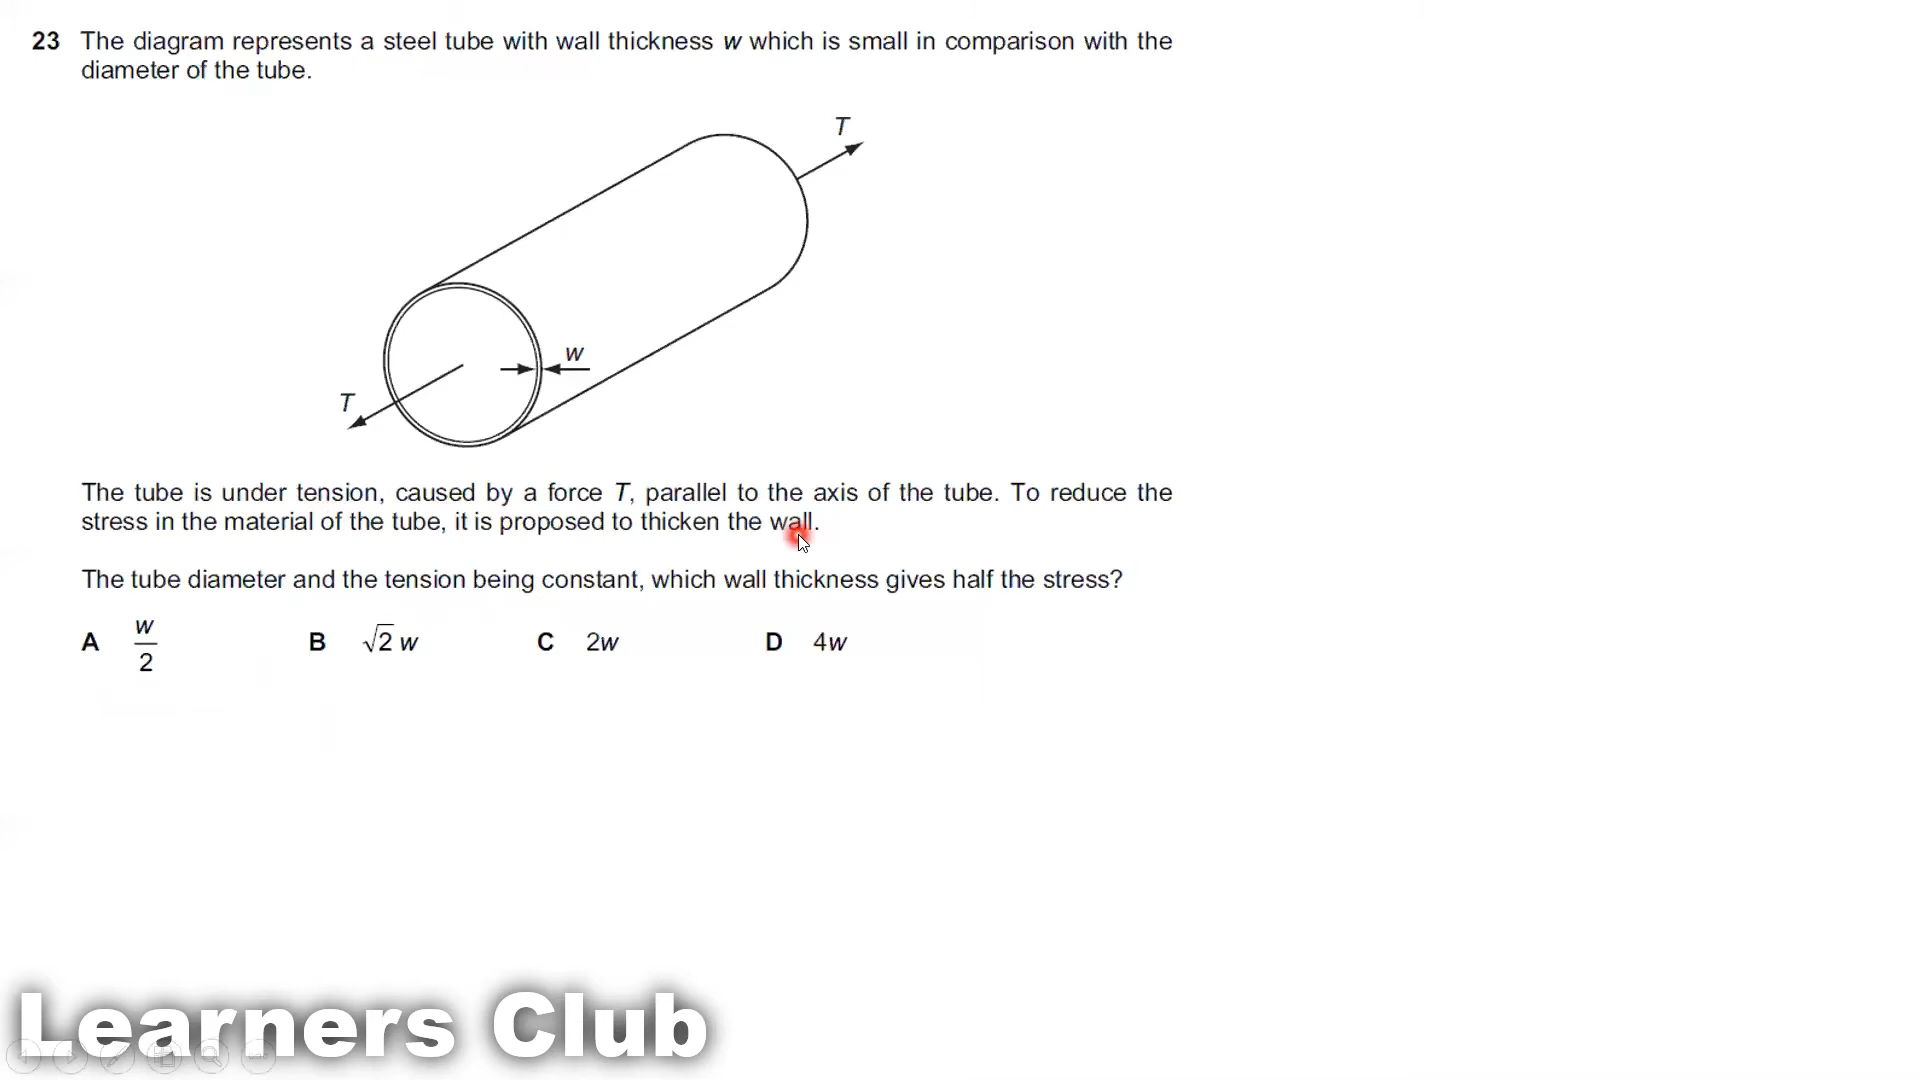 23 The diagram represents a steel tube with wall thickness w which is small in comparison with the
diameter of the tube.
T
w
T
The tube is under tension, caused by a force T, parallel to the axis of the tube. To reduce the
stress in the material of the tube, it is proposed to thicken the wall.
The tube diameter and the tension being constant, which wall thickness gives half the stress?
A w/2 B √2 w C 2w D 4w
Learners Club